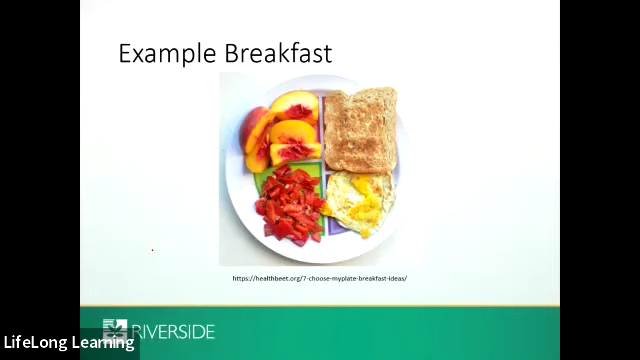 Example Breakfast
https://healthbeet.org/7-choose-myplate-breakfast-ideas/
RIVERSIDE
LifeLong Learning